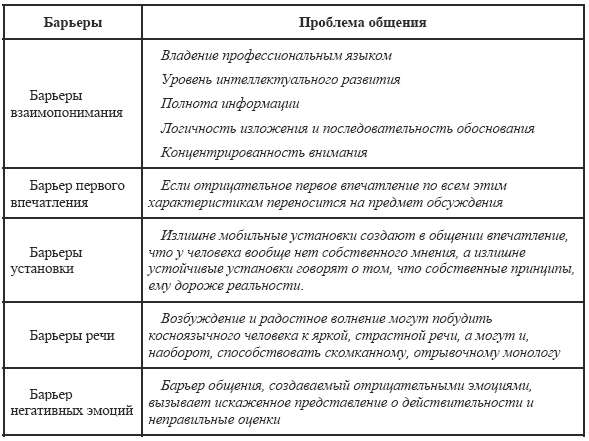 Барьеры
Проблема общения
Барьеры
взаимопонимания
Владение профессиональным языком
Уровень интеллектуального развития
Полнота информации
Логичность изложения и последовательность обоснования
Концентрированность внимания
Барьер первого
впечатления
Если отрицательное первое впечатление по всем этим
характеристикам переносится на предмет обсуждения
Барьеры
установки
Излишне мобильные установки создают в общении впечатление,
что у человека вообще нет собственного мнения, а излишне
устойчивые установки говорят о том, что собственные принципы,
ему дороже реальности.
Барьеры речи
Возбуждение и радостное волнение могут побудить
косноязычного человека к яркой, страстной речи, а могут и,
наоборот, способствовать скомканному, отрывочному монологу
Барьер
негативных эмоций
Барьер общения, создаваемый отрицательными эмоциями,
вызывает искаженное представление о действительности и
неправильные оценки